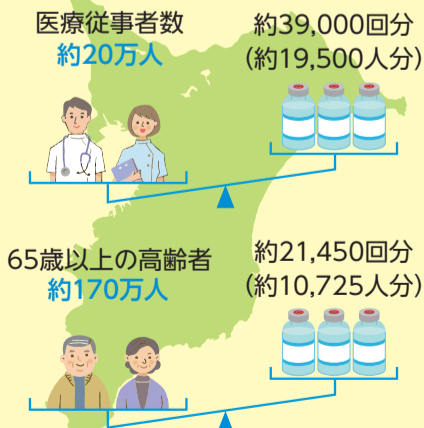 医療従事者数
約20万人
約39,000回分
(約19,500人分)
65歳以上の高齢者
約170万人
約21,450回分
(約10,725人分)